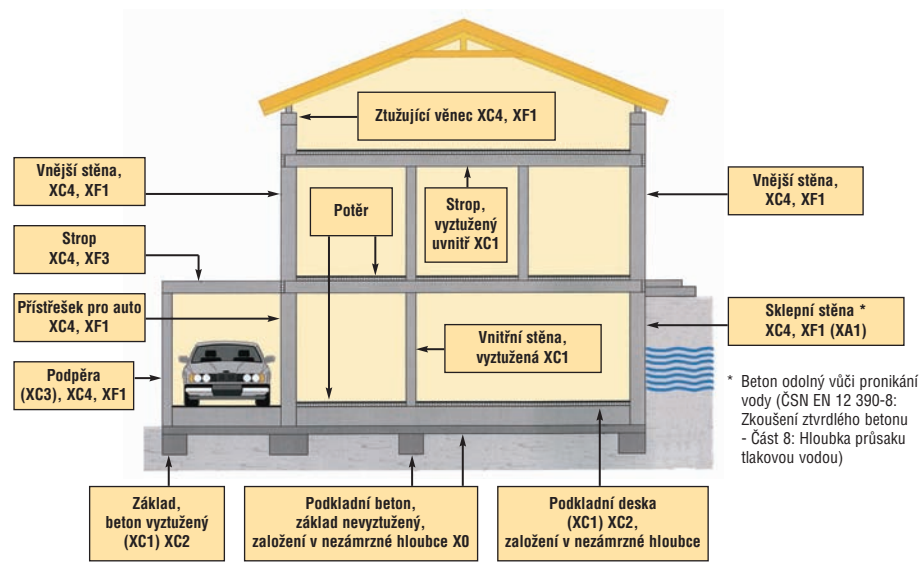 Ztužující věnec XC4, XF1
Vnější stěna,
XC4, XF1
Potěr
Strop,
vyztužený
uvnitř XC1
Vnější stěna,
XC4, XF1
Strop
XC4, XF3
Přístřešek pro auto
XC4, XF1
Vnitřní stěna,
vyztužená XC1
Sklepní stěna *
XC4, XF1 (XA1)
Podpěra
(XC3), XC4, XF1
* Beton odolný vůči pronikání
vody (ČSN EN 12 390-8:
Zkoušení ztvrdlého betonu
- Část 8: Hloubka průsaku
tlakovou vodou)
Základ,
beton vyztužený
(XC1) XC2
Podkladní beton,
základ nevyztužený,
založení v nezámrzné hloubce X0
Podkladní deska
(XC1) XC2,
založení v nezámrzné hloubce